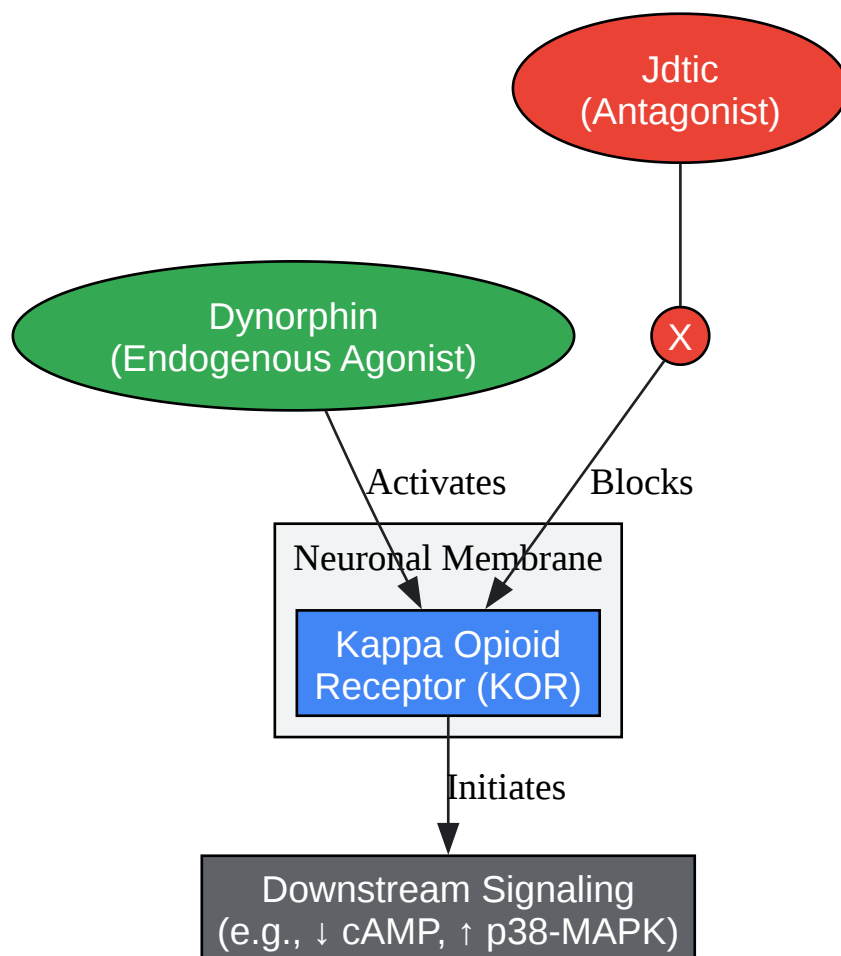 Jdtic
(Antagonist)
Dynorphin
(Endogenous Agonist)
X
Activates
Blocks
Neuronal Membrane
Kappa Opioid
Receptor (KOR)
Initiates
Downstream Signaling
(e.g., ↓ cAMP, ↑ p38-MAPK)